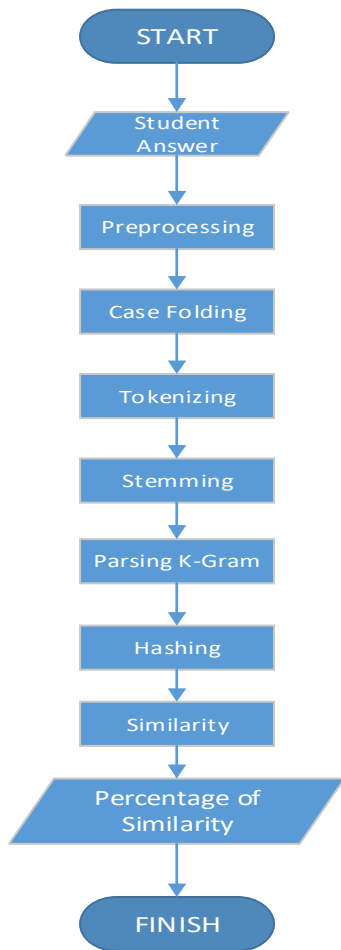 START
Student
Answer
Preprocessing
Case Folding
Tokenizing
Stemming
Parsing K-Gram
Hashing
Similarity
Percentage of
Similarity
FINISH